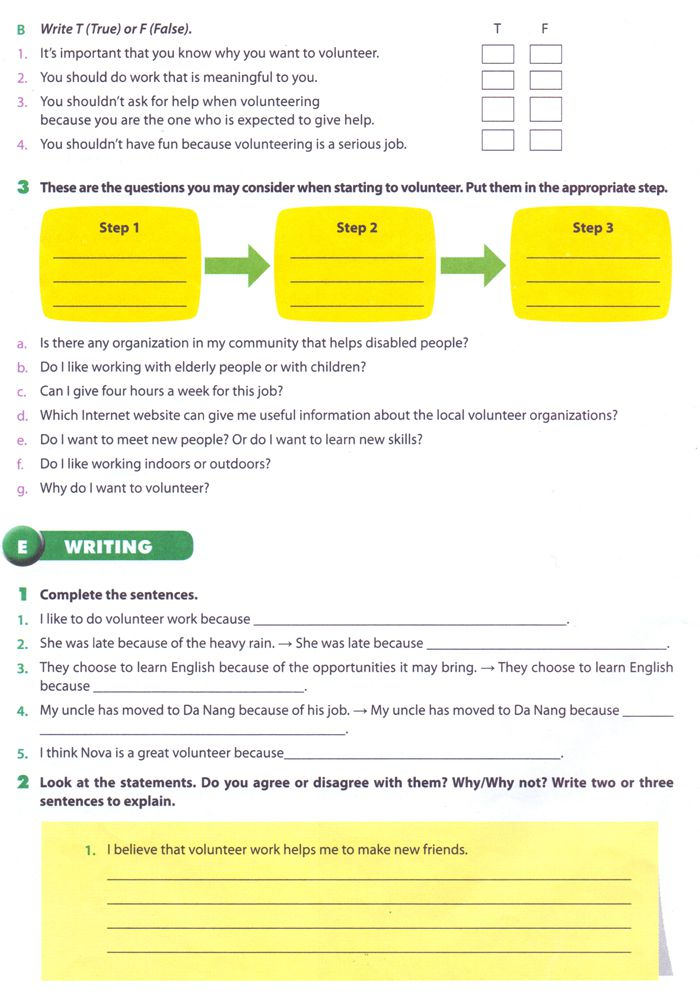 B Write T (True) or F (False). T F
1. It's important that you know why you want to volunteer.
2. You should do work that is meaningful to you.
3. You shouldn't ask for help when volunteering
because you are the one who is expected to give help.
4. You shouldn't have fun because volunteering is a serious job.
3 These are the questions you may consider when starting to volunteer. Put them in the appropriate step.
Step 1 Step 2 Step 3
a. Is there any organization in my community that helps disabled people?
b. Do I like working with elderly people or with children?
c. Can I give four hours a week for this job?
d. Which Internet website can give me useful information about the local volunteer organizations?
e. Do I want to meet new people? Or do I want to learn new skills?
f. Do I like working indoors or outdoors?
g. Why do I want to volunteer?
E WRITING
1 Complete the sentences.
1. I like to do volunteer work because ______.
2. She was late because of the heavy rain. → She was late because ______.
3. They choose to learn English because of the opportunities it may bring. → They choose to learn English
because ______.
4. My uncle has moved to Da Nang because of his job. → My uncle has moved to Da Nang because ______
______.
5. I think Nova is a great volunteer because______.
2 Look at the statements. Do you agree or disagree with them? Why/Why not? Write two or three
sentences to explain.
1. I believe that volunteer work helps me to make new friends.